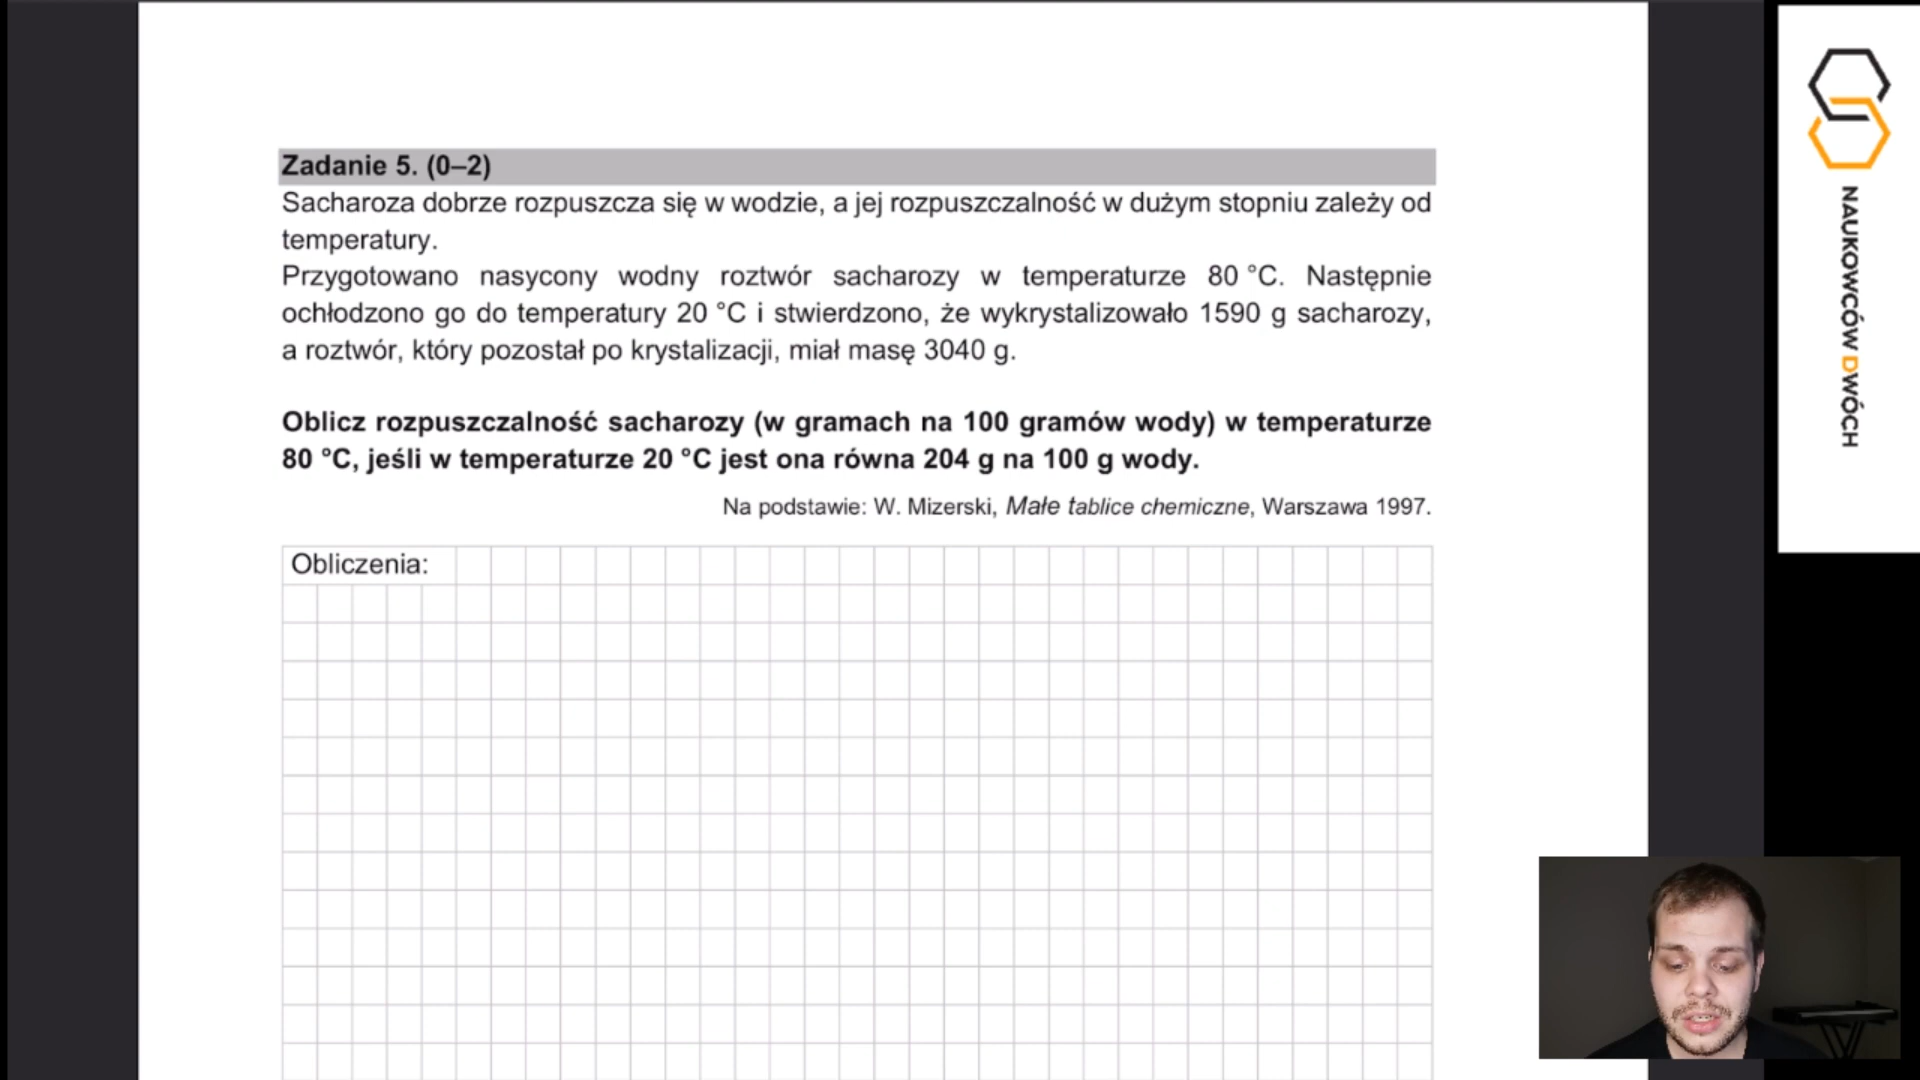 Zadanie 5. (0–2)
Sacharoza dobrze rozpuszcza się w wodzie, a jej rozpuszczalność w dużym stopniu zależy od
temperatury.
Przygotowano nasycony wodny roztwór sacharozy w temperaturze 80 °C. Następnie
ochłodzono go do temperatury 20 °C i stwierdzono, że wykrystalizowało 1590 g sacharozy,
a roztwór, który pozostał po krystalizacji, miał masę 3040 g.
Oblicz rozpuszczalność sacharozy (w gramach na 100 gramów wody) w temperaturze
80 °C, jeśli w temperaturze 20 °C jest ona równa 204 g na 100 g wody.
Na podstawie: W. Mizerski, Małe tablice chemiczne, Warszawa 1997.
Obliczenia:
NAUKOWCÓW DWÓCH